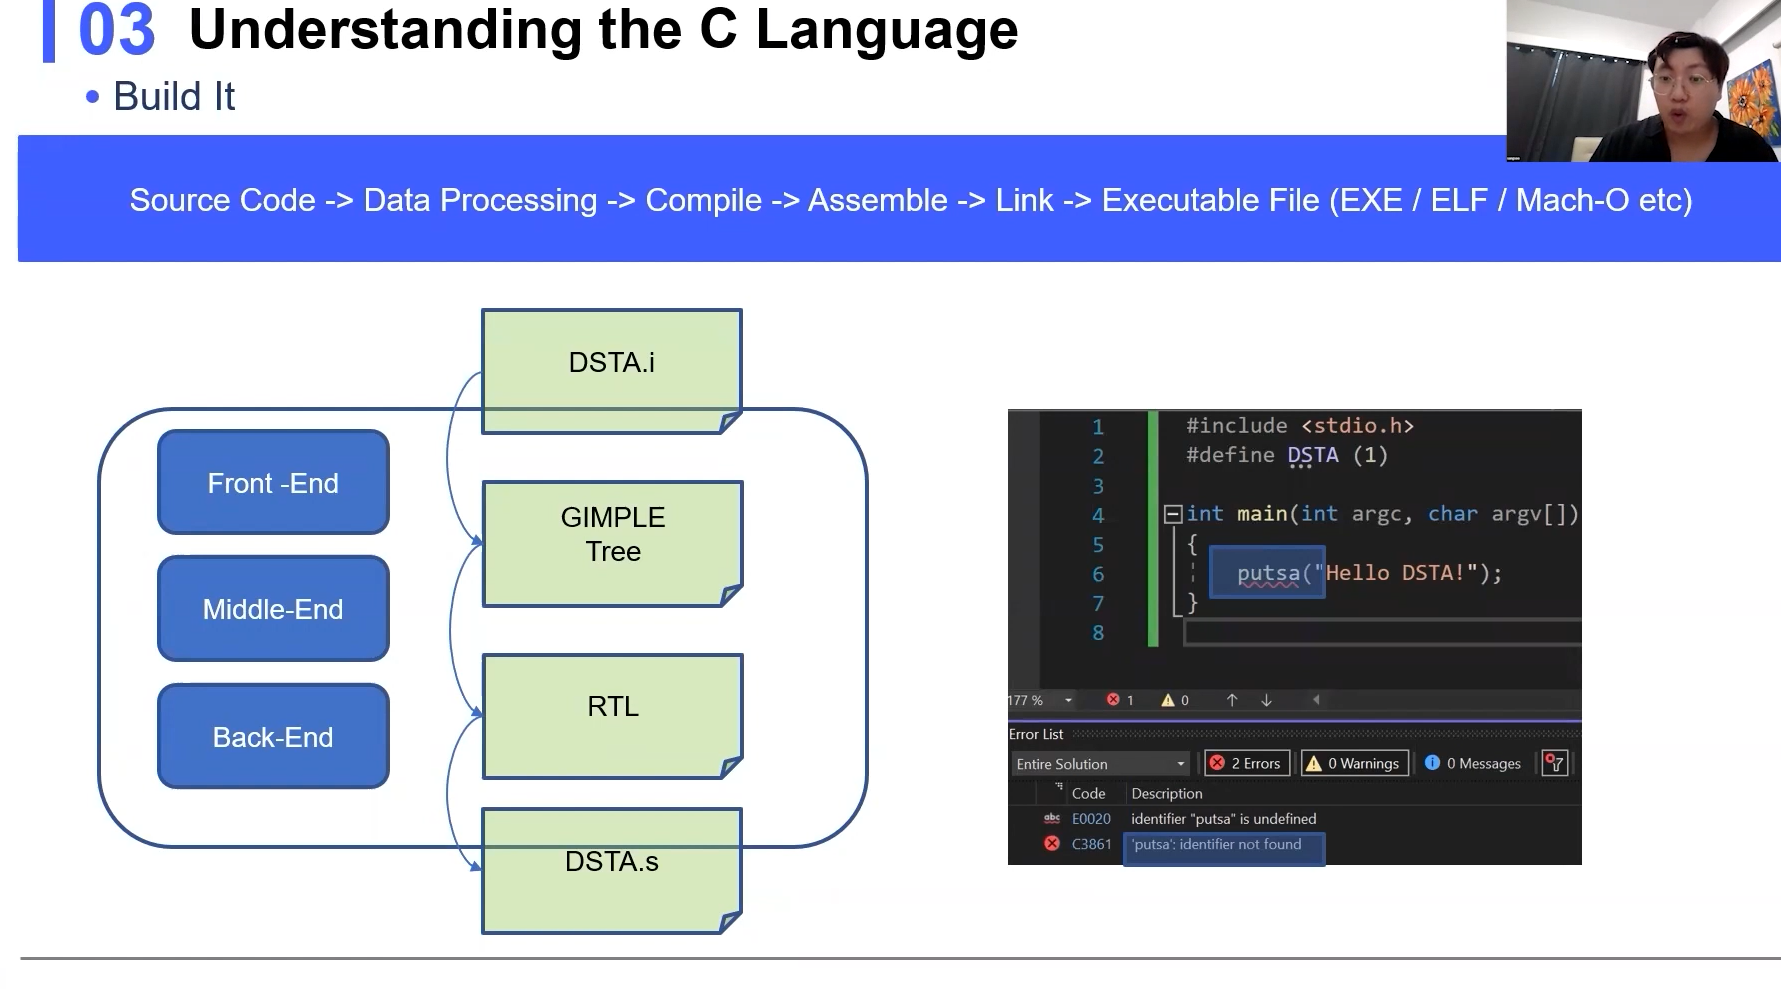 03 Understanding the C Language
• Build It
Source Code -> Data Processing -> Compile -> Assemble -> Link -> Executable File (EXE / ELF / Mach-O etc)
DSTA.i
Front -End
GIMPLE
Tree
Middle-End
RTL
Back-End
DSTA.s
1 #include <stdio.h>
2 #define DSTA (1)
3
4 int main(int argc, char argv[])
5 {
6 putsa("Hello DSTA!");
7 }
8
177 % 1 0
Error List
Entire Solution 2 Errors 0 Warnings 0 Messages
Code Description
abc E0020 identifier "putsa" is undefined
C3861 'putsa': identifier not found